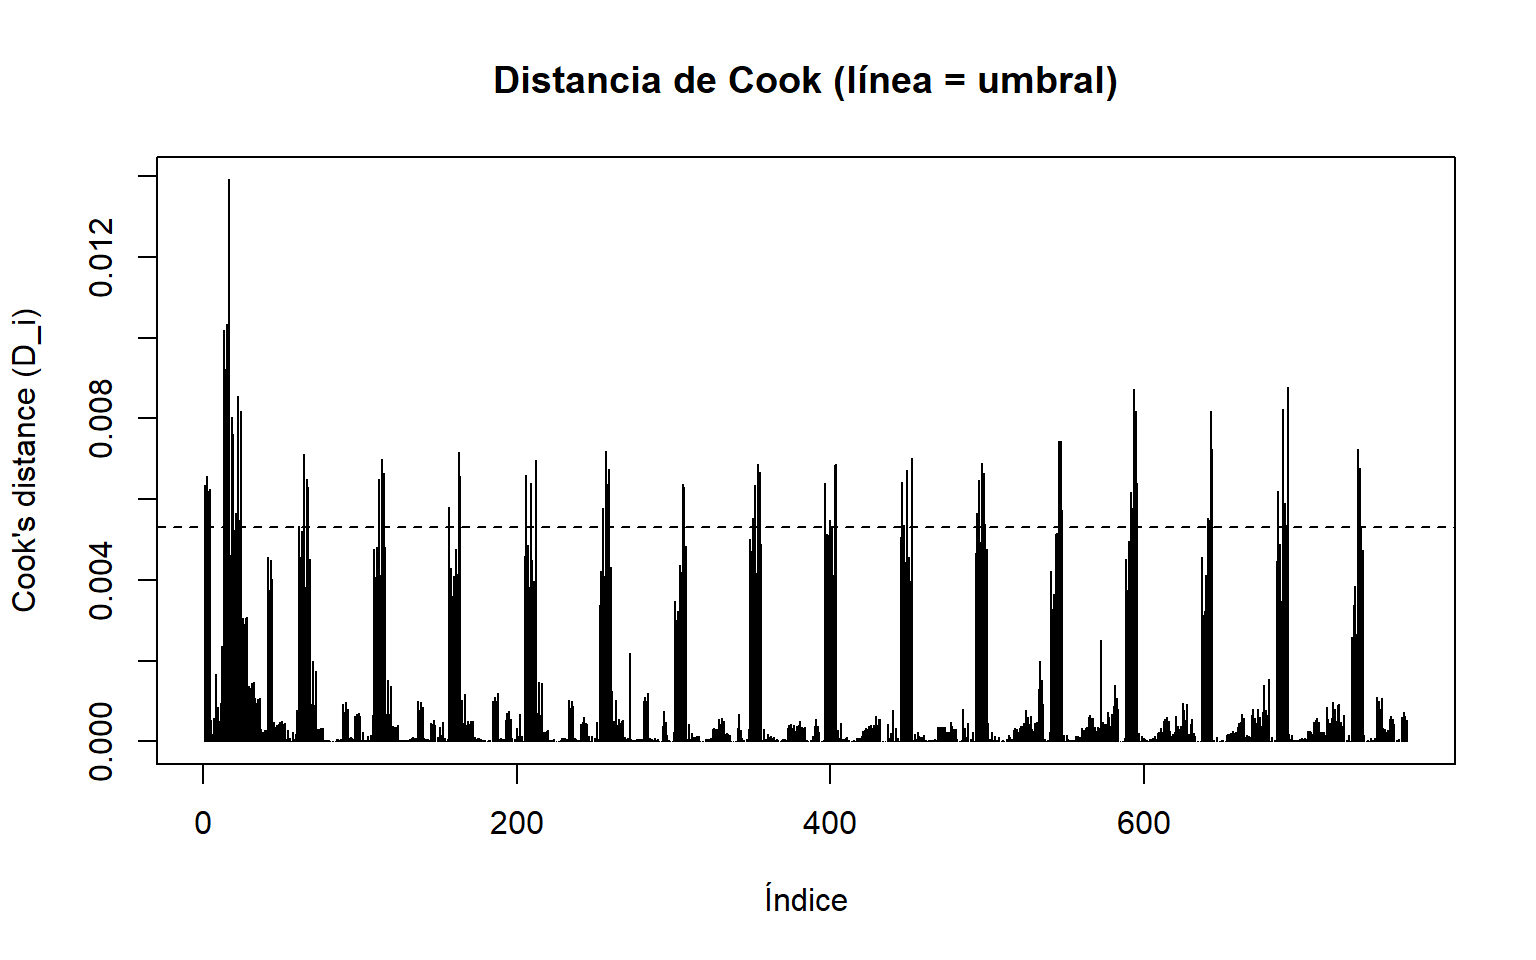 Distancia de Cook (línea = umbral)
Cook's distance (D_i)
0.012
0.008
0.004
0.000
0 200 400 600
Índice